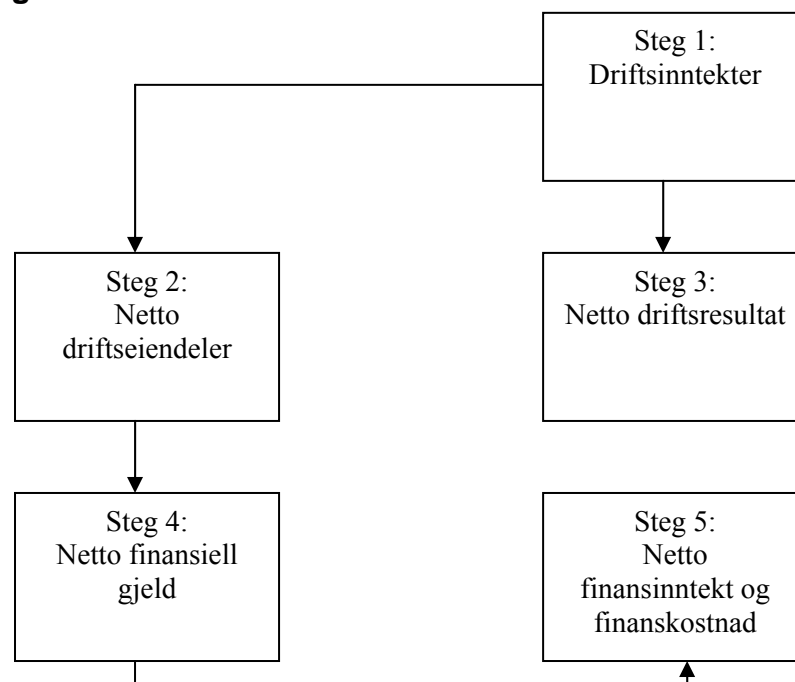 g
Steg 1:
Driftsinntekter
Steg 2:
Netto
driftseiendeler
Steg 3:
Netto driftsresultat
Steg 4:
Netto finansiell
gjeld
Steg 5:
Netto
finansinntekt og
finanskostnad